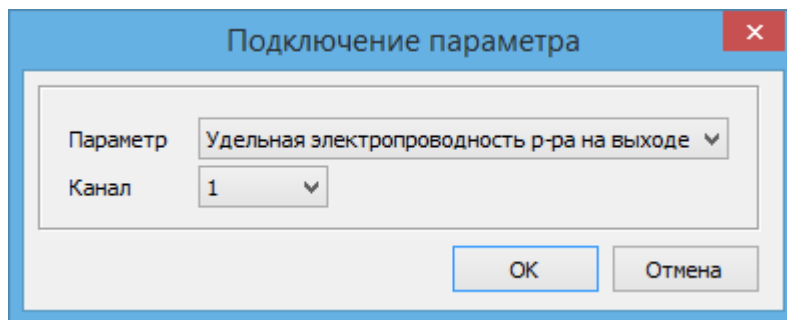 Подключение параметра
Параметр Удельная электропроводность р-ра на выходе
Канал 1
OK Отмена